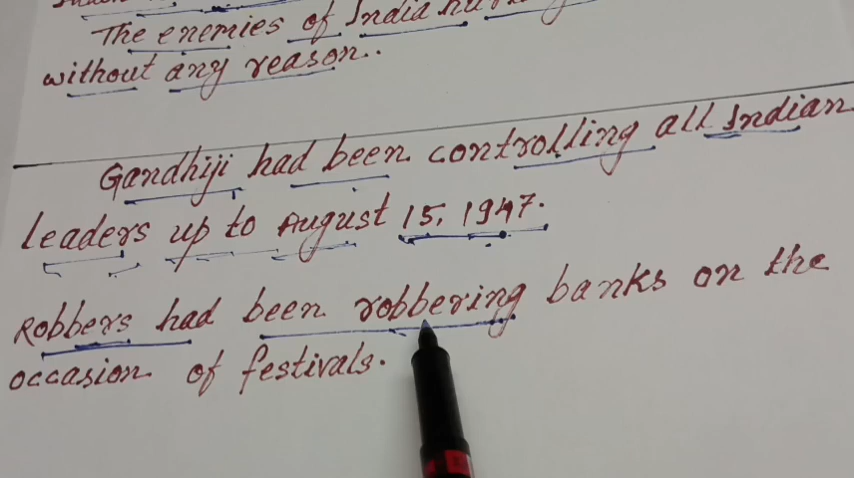 The enemies of India
without any reason..
Gandhiji had been controlling all Indian
leaders up to August 15, 1947.
Robbers had been robbering banks on the
occasion of festivals.